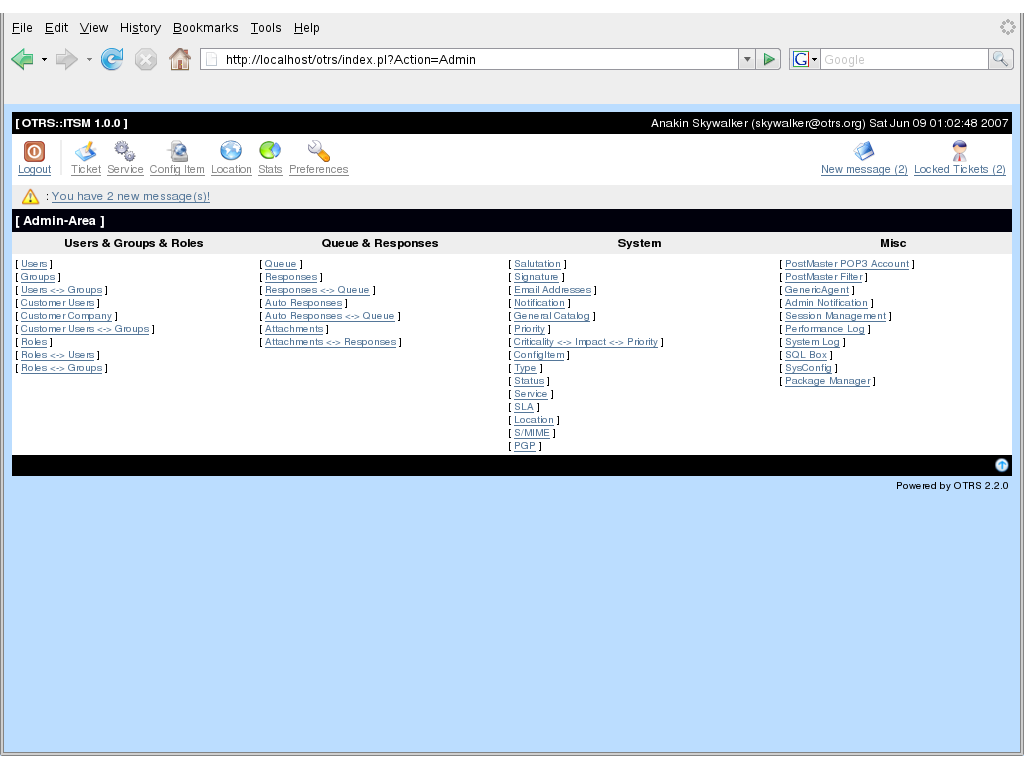 File Edit View History Bookmarks Tools Help
http://localhost/otrs/index.pl?Action=Admin
G Google
[ OTRS::ITSM 1.0.0 ] Anakin Skywalker (skywalker@otrs.org) Sat Jun 09 01:02:48 2007
Logout Ticket Service Config Item Location Stats Preferences New message (2) Locked Tickets (2)
: You have 2 new message(s)!
[ Admin-Area ]
Users & Groups & Roles
[ Users ]
[ Groups ]
[ Users <-> Groups ]
[ Customer Users ]
[ Customer Company ]
[ Customer Users <-> Groups ]
[ Roles ]
[ Roles <-> Users ]
[ Roles <-> Groups ]
Queue & Responses
[ Queue ]
[ Responses ]
[ Responses <-> Queue ]
[ Auto Responses ]
[ Auto Responses <-> Queue ]
[ Attachments ]
[ Attachments <-> Responses ]
System
[ Salutation ]
[ Signature ]
[ Email Addresses ]
[ Notification ]
[ General Catalog ]
[ Priority ]
[ Criticality <-> Impact <-> Priority ]
[ ConfigItem ]
[ Type ]
[ Status ]
[ Service ]
[ SLA ]
[ Location ]
[ S/MIME ]
[ PGP ]
Misc
[ PostMaster POP3 Account ]
[ PostMaster Filter ]
[ GenericAgent ]
[ Admin Notification ]
[ Session Management ]
[ Performance Log ]
[ System Log ]
[ SQL Box ]
[ SysConfig ]
[ Package Manager ]
Powered by OTRS 2.2.0